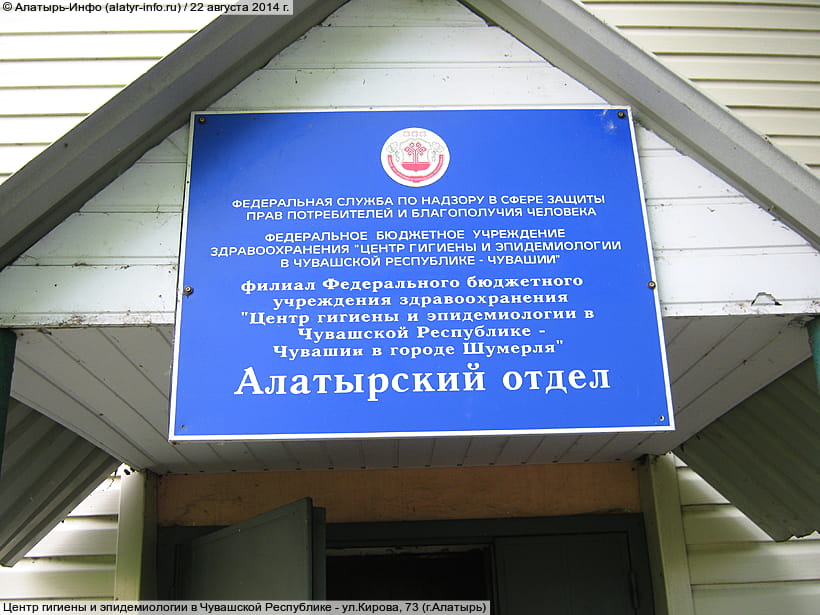 © Алатырь-Инфо (alatyr-info.ru) / 22 августа 2014 г.
ФЕДЕРАЛЬНАЯ СЛУЖБА ПО НАДЗОРУ В СФЕРЕ ЗАЩИТЫ
ПРАВ ПОТРЕБИТЕЛЕЙ И БЛАГОПОЛУЧИЯ ЧЕЛОВЕКА
ФЕДЕРАЛЬНОЕ БЮДЖЕТНОЕ УЧРЕЖДЕНИЕ
ЗДРАВООХРАНЕНИЯ "ЦЕНТР ГИГИЕНЫ И ЭПИДЕМИОЛОГИИ
В ЧУВАШСКОЙ РЕСПУБЛИКЕ - ЧУВАШИИ"
филиал Федерального бюджетного
учреждения здравоохранения
"Центр гигиены и эпидемиологии в
Чувашской Республике -
Чувашии в городе Шумерля"
Алатырский отдел
Центр гигиены и эпидемиологии в Чувашской Республике - ул.Кирова, 73 (г.Алатырь)